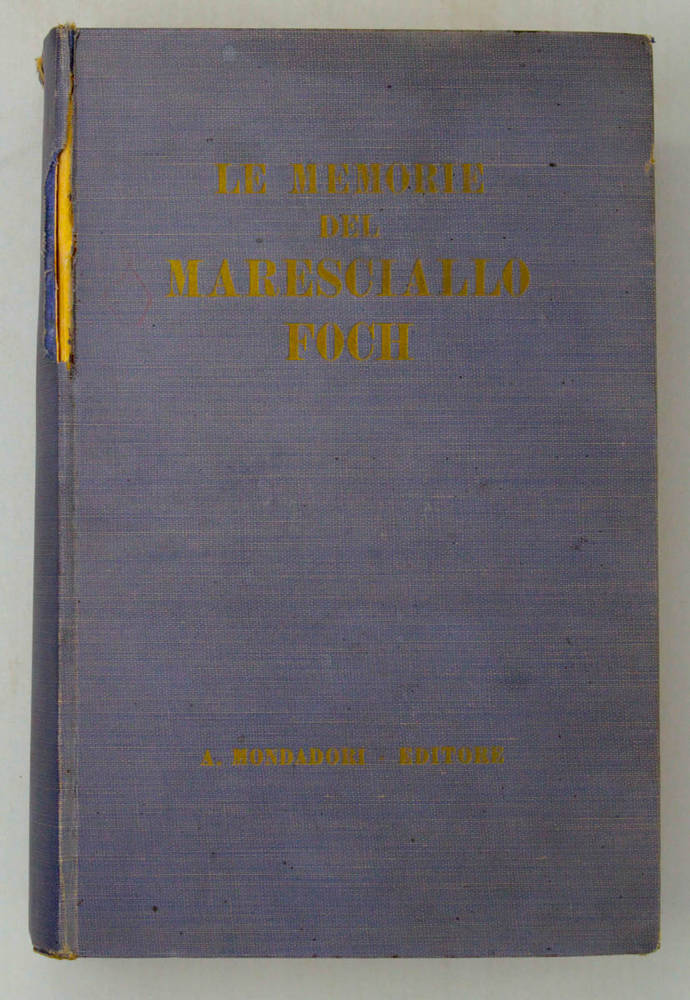 LE MEMORIE
DEL
MARESCIALLO
FOCH
A. MONDADORI - EDITORE